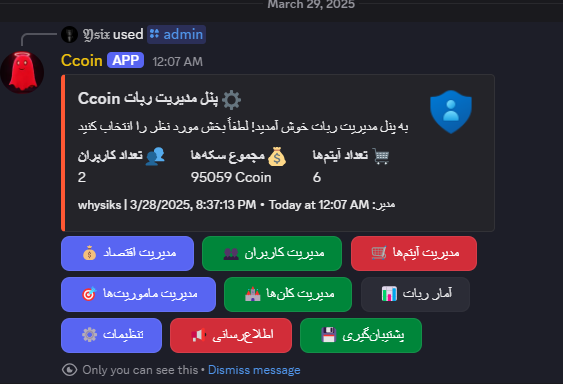 March 29, 2025
𝖄𝖘𝖎𝖝 used admin
Ccoin APP 12:07 AM
پنل مدیریت ربات Ccoin
به پنل مدیریت ربات خوش آمدید! لطفاً بخش مورد نظر را انتخاب کنید
تعداد کاربران مجموع سکه‌ها تعداد آیتم‌ها
2 95059 Ccoin 6
whysiks | 3/28/2025, 8:37:13 PM • Today at 12:07 AM :مدیر
مدیریت اقتصاد مدیریت کاربران مدیریت آیتم‌ها
مدیریت ماموریت‌ها مدیریت کلن‌ها آمار ربات
تنظیمات اطلاع‌رسانی پشتیبان‌گیری
Only you can see this • Dismiss message